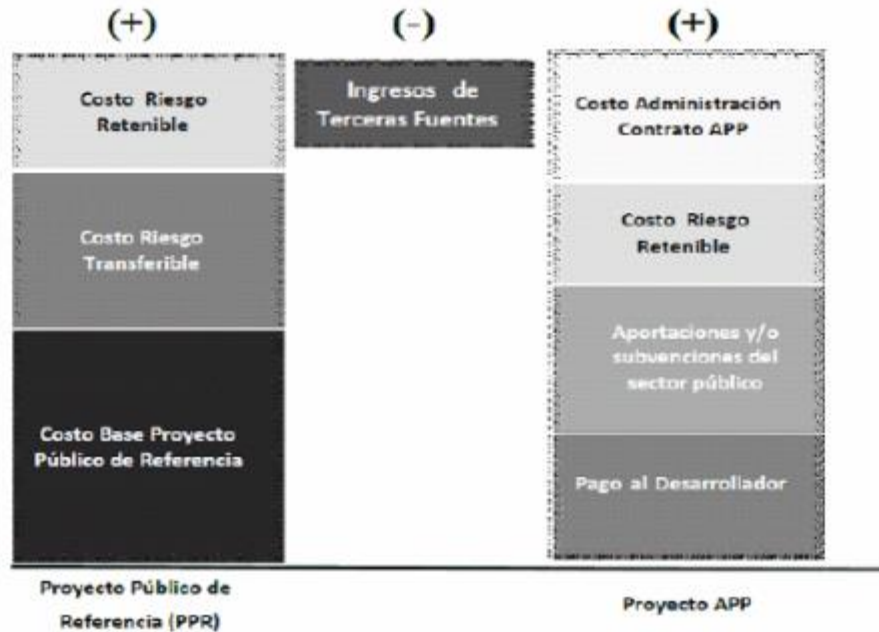 (+)
(-)
(+)
Costo Riesgo
Retenible
Costo Riesgo
Transferible
Costo Base Proyecto
Público de Referencia
Ingresos de
Terceras Fuentes
Costo Administración
Contrato APP
Costo Riesgo
Retenible
Aportaciones y/o
subvenciones del
sector público
Pago al Desarrollador
Proyecto Público de
Referencia (PPR)
Proyecto APP